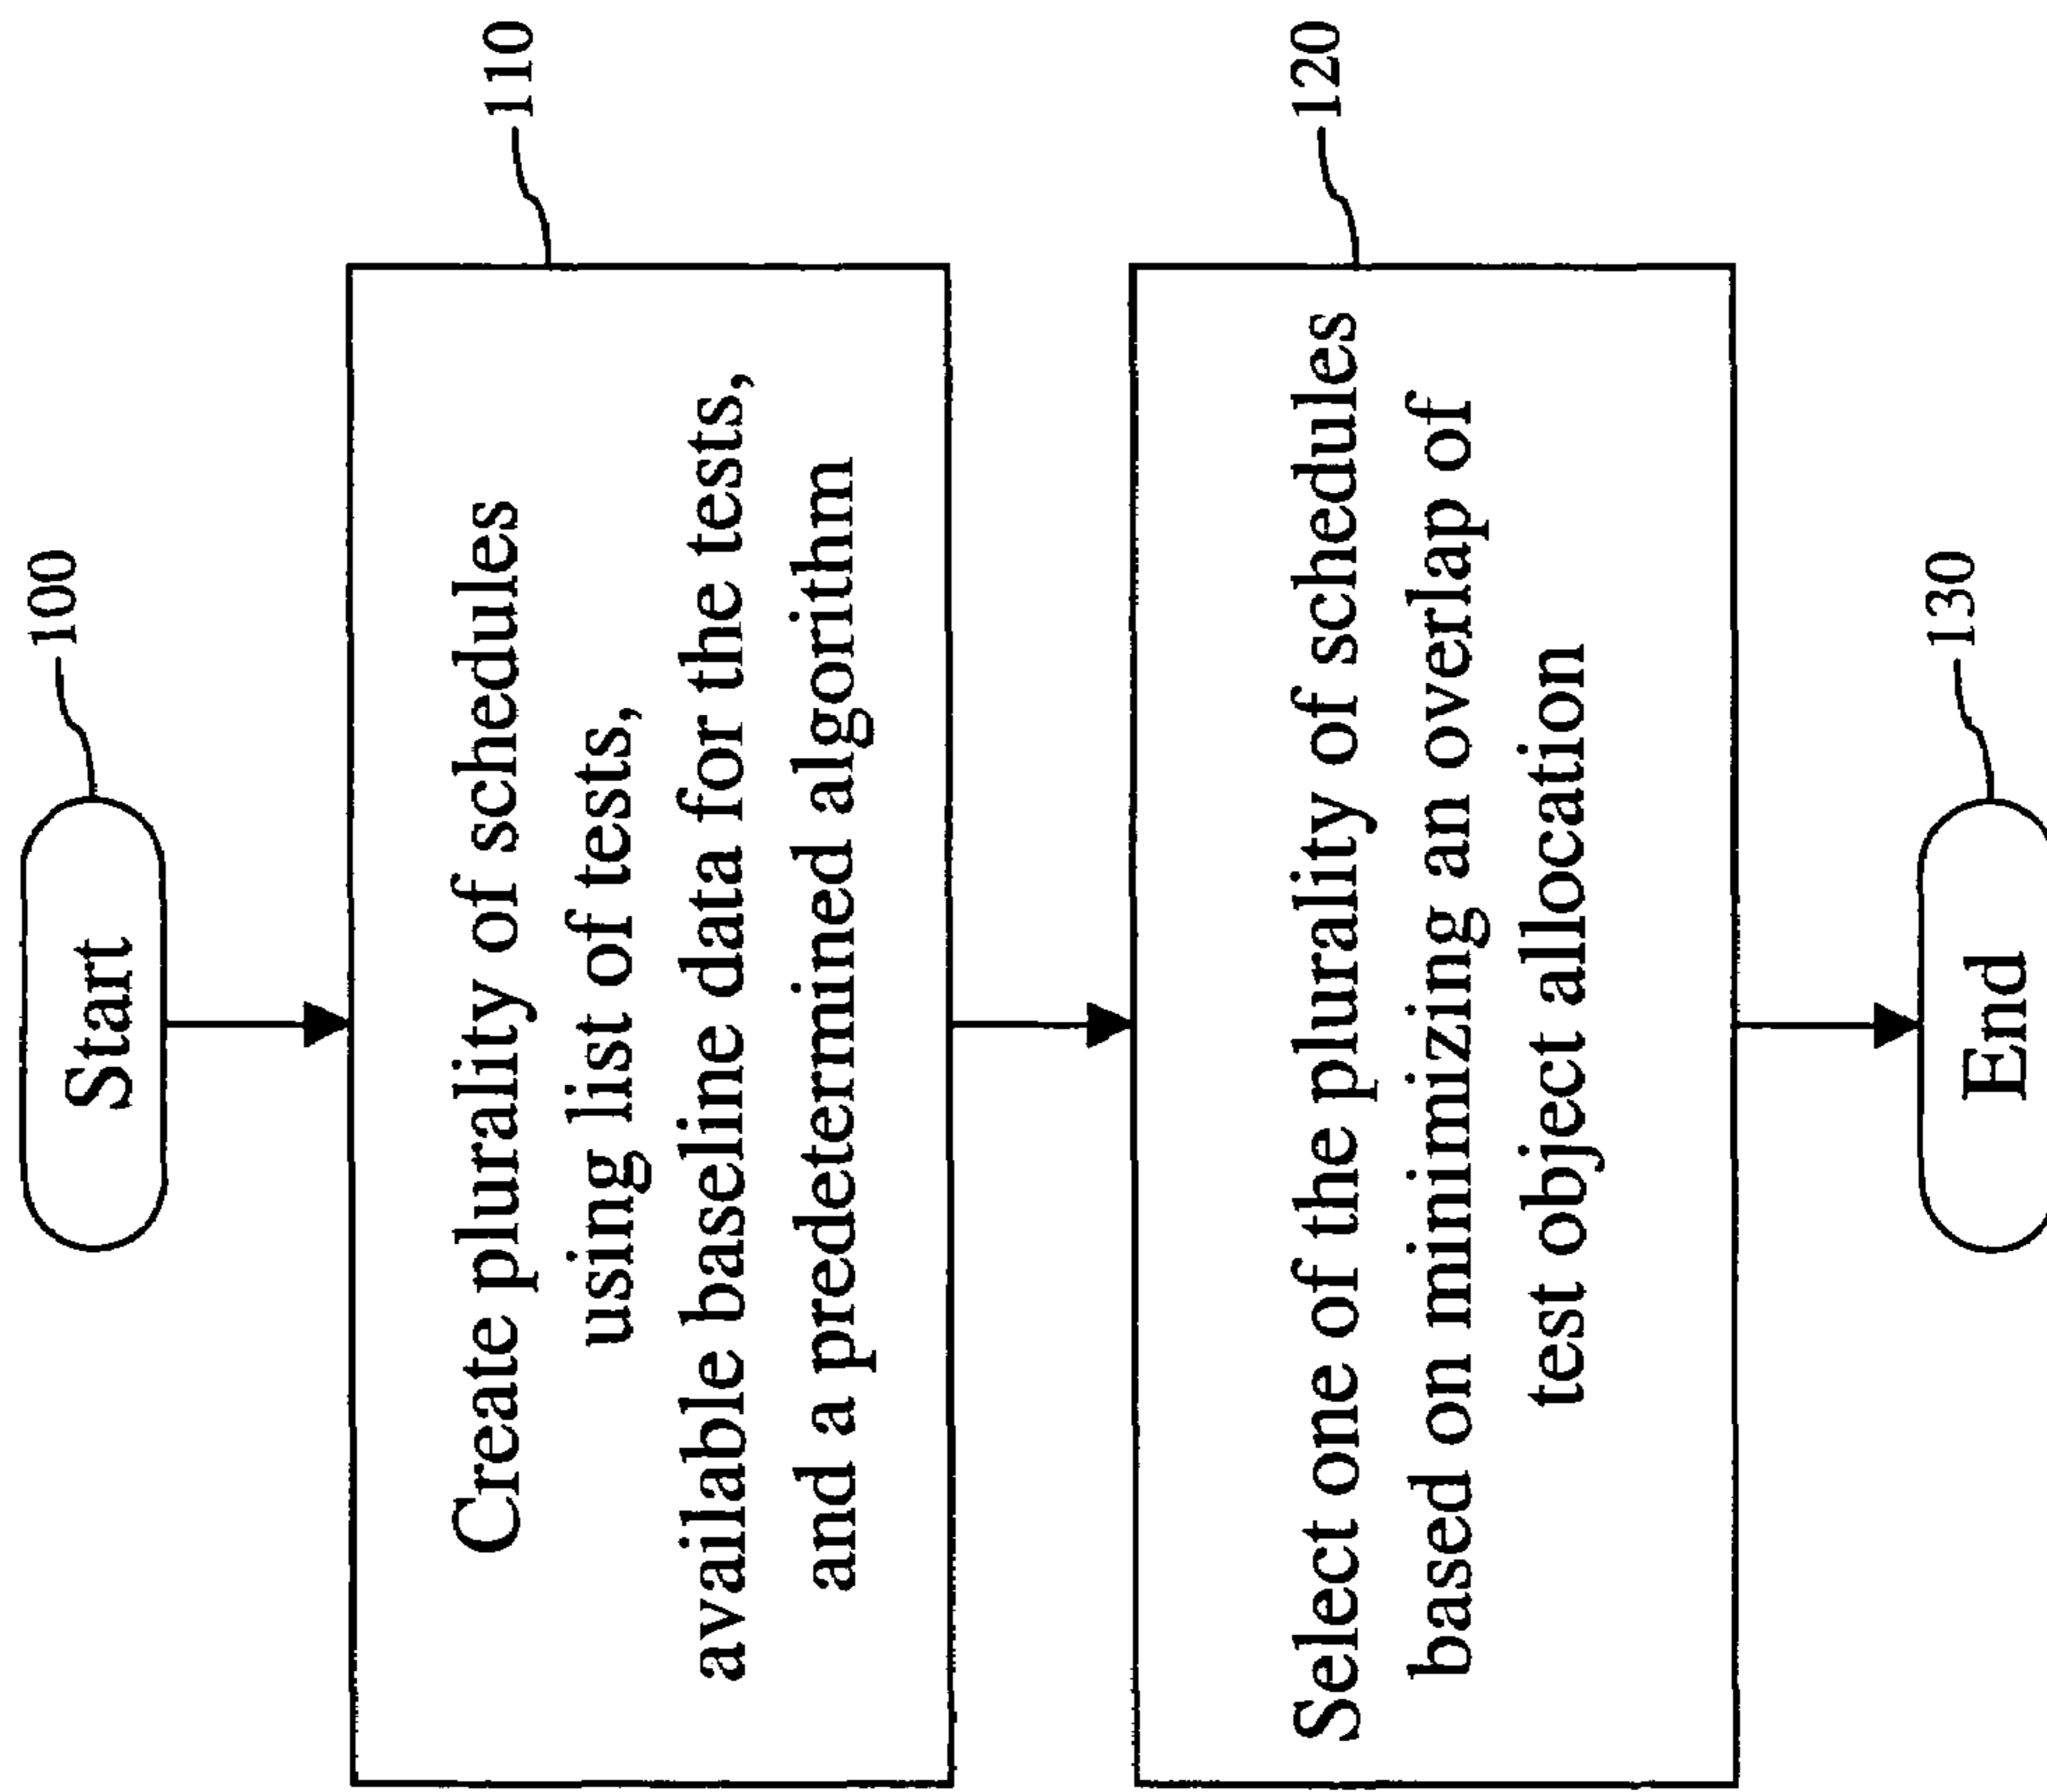 Start
100
Create plurality of schedules
using list of tests,
available baseline data for the tests,
and a predetermined algorithm
110
Select one of the plurality of schedules
based on minimizing an overlap of
test object allocation
120
End
130